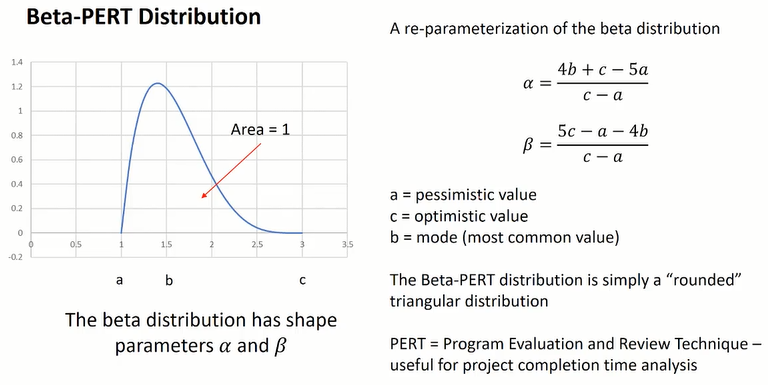 Beta-PERT Distribution
1.4
1.2
1
0.8
0.6
0.4
0.2
0
-0.2
0
0.5
1
1.5
2
2.5
3
3.5
Area = 1
a
b
c
The beta distribution has shape
parameters α and β
A re-parameterization of the beta distribution
α = (4b + c − 5a) / (c − a)
β = (5c − a − 4b) / (c − a)
a = pessimistic value
c = optimistic value
b = mode (most common value)
The Beta-PERT distribution is simply a “rounded”
triangular distribution
PERT = Program Evaluation and Review Technique –
useful for project completion time analysis